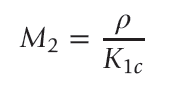 M₂ = ρ / K₁c